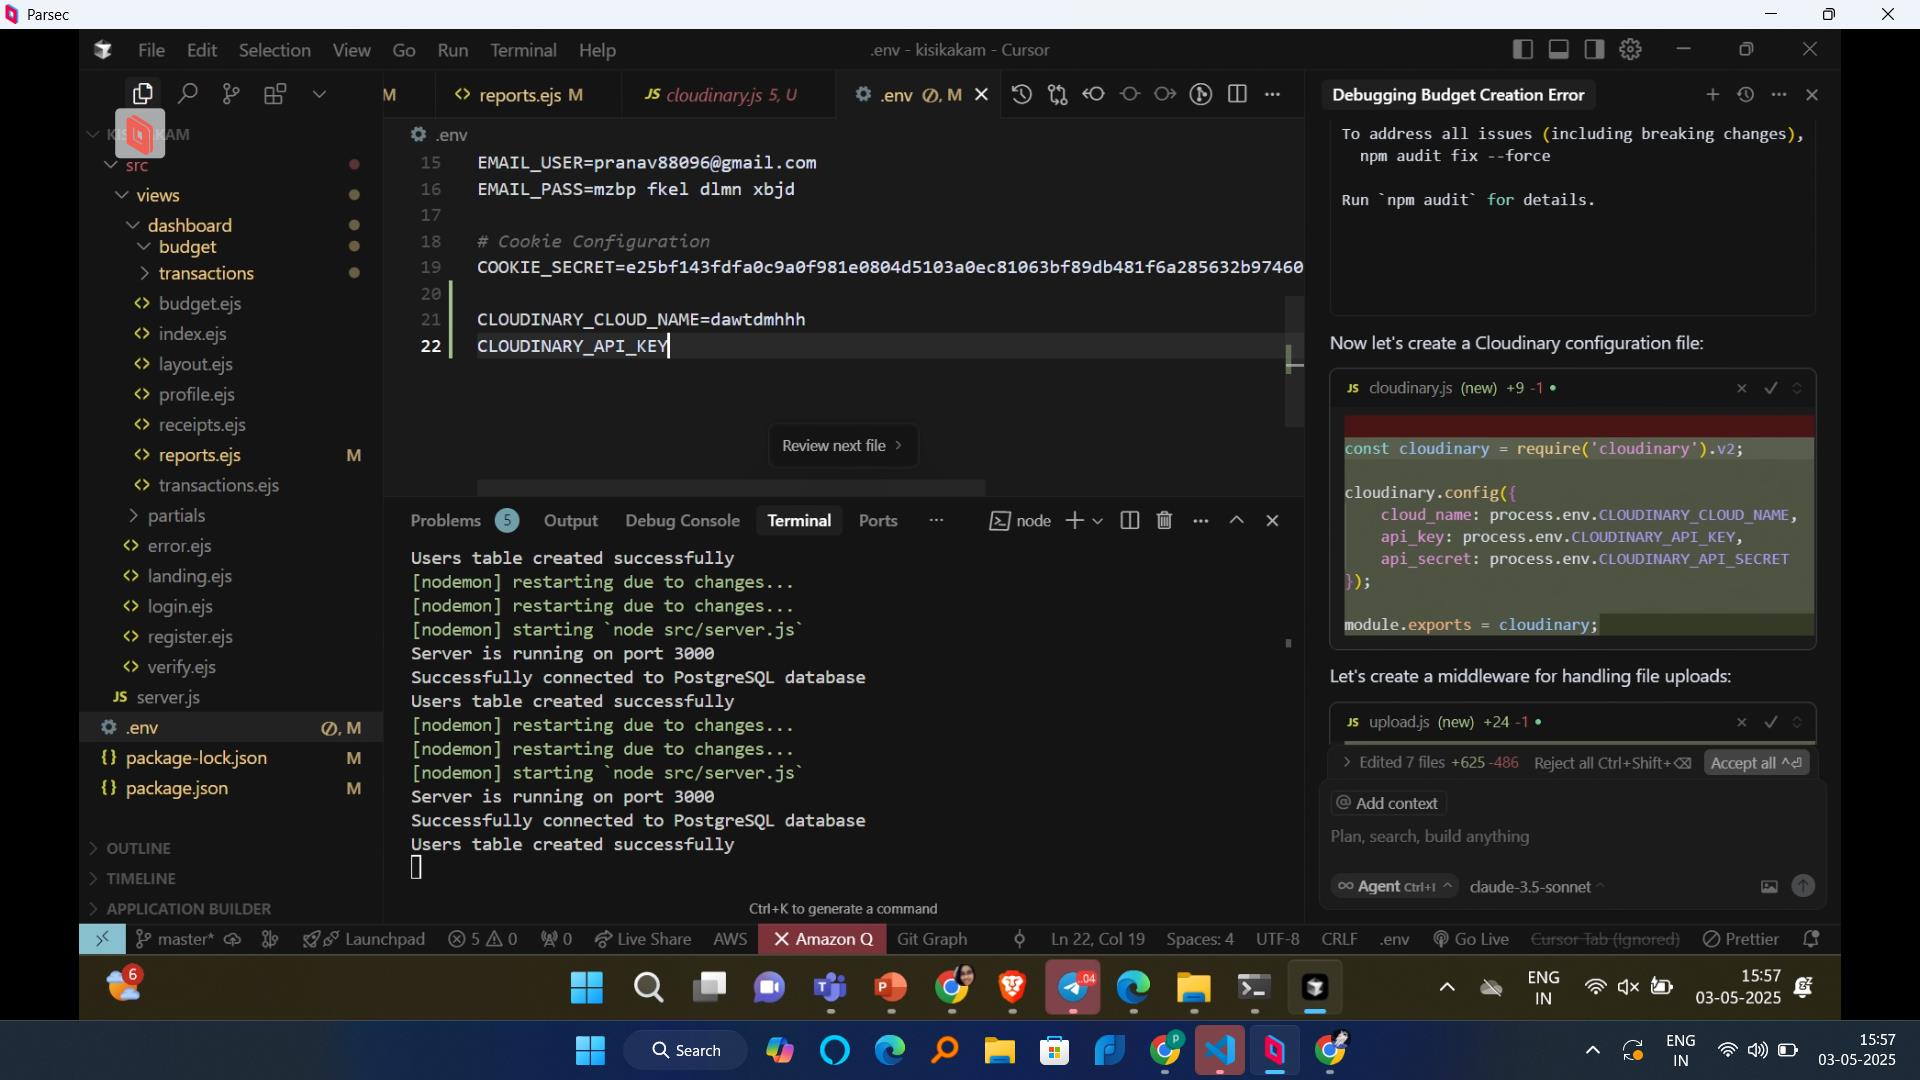 Parsec
File Edit Selection View Go Run Terminal Help
.env - kisikakam - Cursor
M
reports.ejs M
JS cloudinary.js 5, U
.env M
Debugging Budget Creation Error
.env
src
views
dashboard
budget
transactions
budget.ejs
index.ejs
layout.ejs
profile.ejs
receipts.ejs
reports.ejs M
transactions.ejs
partials
error.ejs
landing.ejs
login.ejs
register.ejs
verify.ejs
JS server.js
.env , M
{} package-lock.json M
{} package.json M
OUTLINE
TIMELINE
APPLICATION BUILDER
15 EMAIL_USER=pranav88096@gmail.com
16 EMAIL_PASS=mzbp fkel dlmn xbjd
17
18 # Cookie Configuration
19 COOKIE_SECRET=e25bf143fdfa0c9a0f981e0804d5103a0ec81063bf89db481f6a285632b97460
20
21 CLOUDINARY_CLOUD_NAME=dawtdmhhh
22 CLOUDINARY_API_KEY
Review next file >
Problems 5 Output Debug Console Terminal Ports ... node
Users table created successfully
[nodemon] restarting due to changes...
[nodemon] restarting due to changes...
[nodemon] starting `node src/server.js`
Server is running on port 3000
Successfully connected to PostgreSQL database
Users table created successfully
[nodemon] restarting due to changes...
[nodemon] restarting due to changes...
[nodemon] starting `node src/server.js`
Server is running on port 3000
Successfully connected to PostgreSQL database
Users table created successfully
Ctrl+K to generate a command
To address all issues (including breaking changes),
npm audit fix --force
Run `npm audit` for details.
Now let's create a Cloudinary configuration file:
JS cloudinary.js (new) +9 -1
const cloudinary = require('cloudinary').v2;
cloudinary.config({
cloud_name: process.env.CLOUDINARY_CLOUD_NAME,
api_key: process.env.CLOUDINARY_API_KEY,
api_secret: process.env.CLOUDINARY_API_SECRET
});
module.exports = cloudinary;
Let's create a middleware for handling file uploads:
JS upload.js (new) +24 -1
> Edited 7 files +625 -486 Reject all Ctrl+Shift+⌫ Accept all ^⏎
@ Add context
Plan, search, build anything
∞ Agent Ctrl+I claude-3.5-sonnet
master* Launchpad 5 0 0 Live Share AWS Amazon Q Git Graph Ln 22, Col 19 Spaces: 4 UTF-8 CRLF .env Go Live Cursor Tab (Ignored) Prettier
6
.04
ENG
IN
15:57
03-05-2025
Search
P
ENG
IN
15:57
03-05-2025